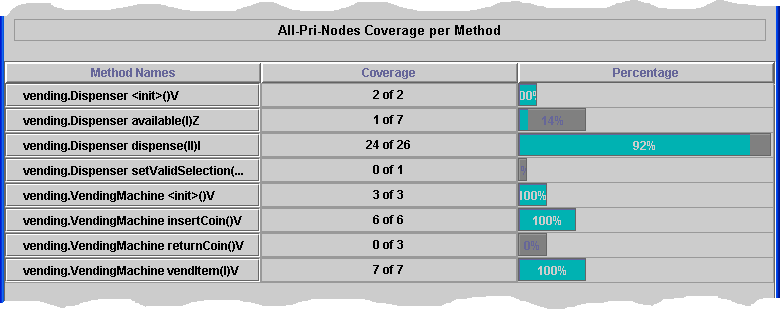 All-Pri-Nodes Coverage per Method
Method Names Coverage Percentage
vending.Dispenser <init>()V 2 of 2 00%
vending.Dispenser available(I)Z 1 of 7 14%
vending.Dispenser dispense(II)I 24 of 26 92%
vending.Dispenser setValidSelection(... 0 of 1
vending.VendingMachine <init>()V 3 of 3 100%
vending.VendingMachine insertCoin()V 6 of 6 100%
vending.VendingMachine returnCoin()V 0 of 3 0%
vending.VendingMachine vendItem(I)V 7 of 7 100%